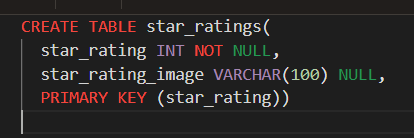 CREATE TABLE star_ratings(
  star_rating INT NOT NULL,
  star_rating_image VARCHAR(100) NULL,
  PRIMARY KEY (star_rating))